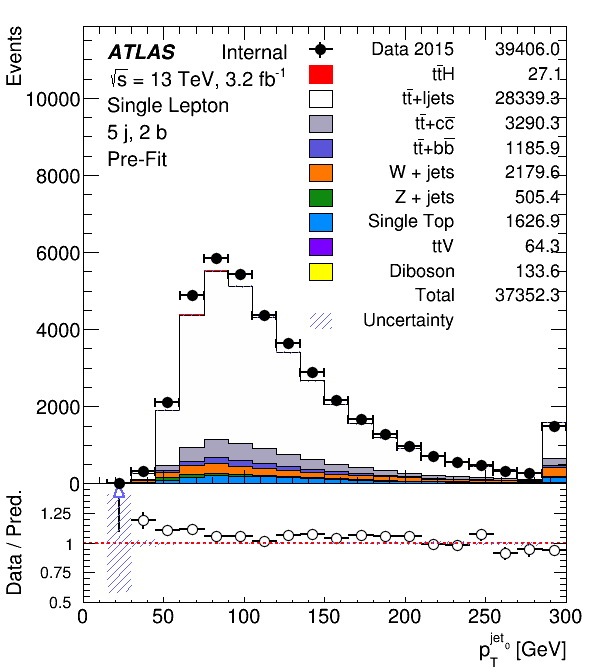 Events
ATLAS Internal
√s = 13 TeV, 3.2 fb⁻¹
Single Lepton
5 j, 2 b
Pre-Fit
Data 2015 39406.0
tt̄H 27.1
tt̄+ljets 28339.3
tt̄+cc̄ 3290.3
tt̄+bb̄ 1185.9
W + jets 2179.6
Z + jets 505.4
Single Top 1626.9
ttV 64.3
Diboson 133.6
Total 37352.3
Uncertainty
10000
8000
6000
4000
2000
0
Data / Pred.
1.25
1
0.75
0.5
0 50 100 150 200 250 300
p_T^jet₀ [GeV]